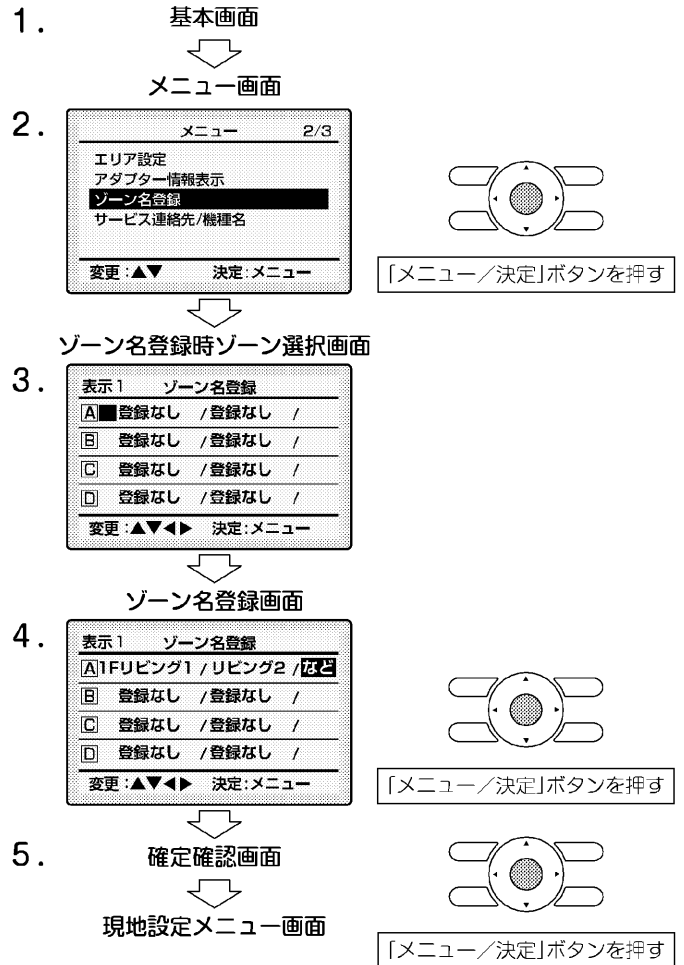 1.
基本画面
メニュー画面
2.
メニュー 2/3
エリア設定
アダプター情報表示
ゾーン名登録
サービス連絡先/機種名
変更:▲▼ 決定:メニュー
「メニュー／決定」ボタンを押す
ゾーン名登録時ゾーン選択画面
3.
表示1 ゾーン名登録
A 登録なし /登録なし /
B 登録なし /登録なし /
C 登録なし /登録なし /
D 登録なし /登録なし /
変更:▲▼◀▶ 決定:メニュー
ゾーン名登録画面
4.
表示1 ゾーン名登録
A 1Fリビング1 /リビング2 /など
B 登録なし /登録なし /
C 登録なし /登録なし /
D 登録なし /登録なし /
変更:▲▼◀▶ 決定:メニュー
「メニュー／決定」ボタンを押す
5.
確定確認画面
現地設定メニュー画面
「メニュー／決定」ボタンを押す